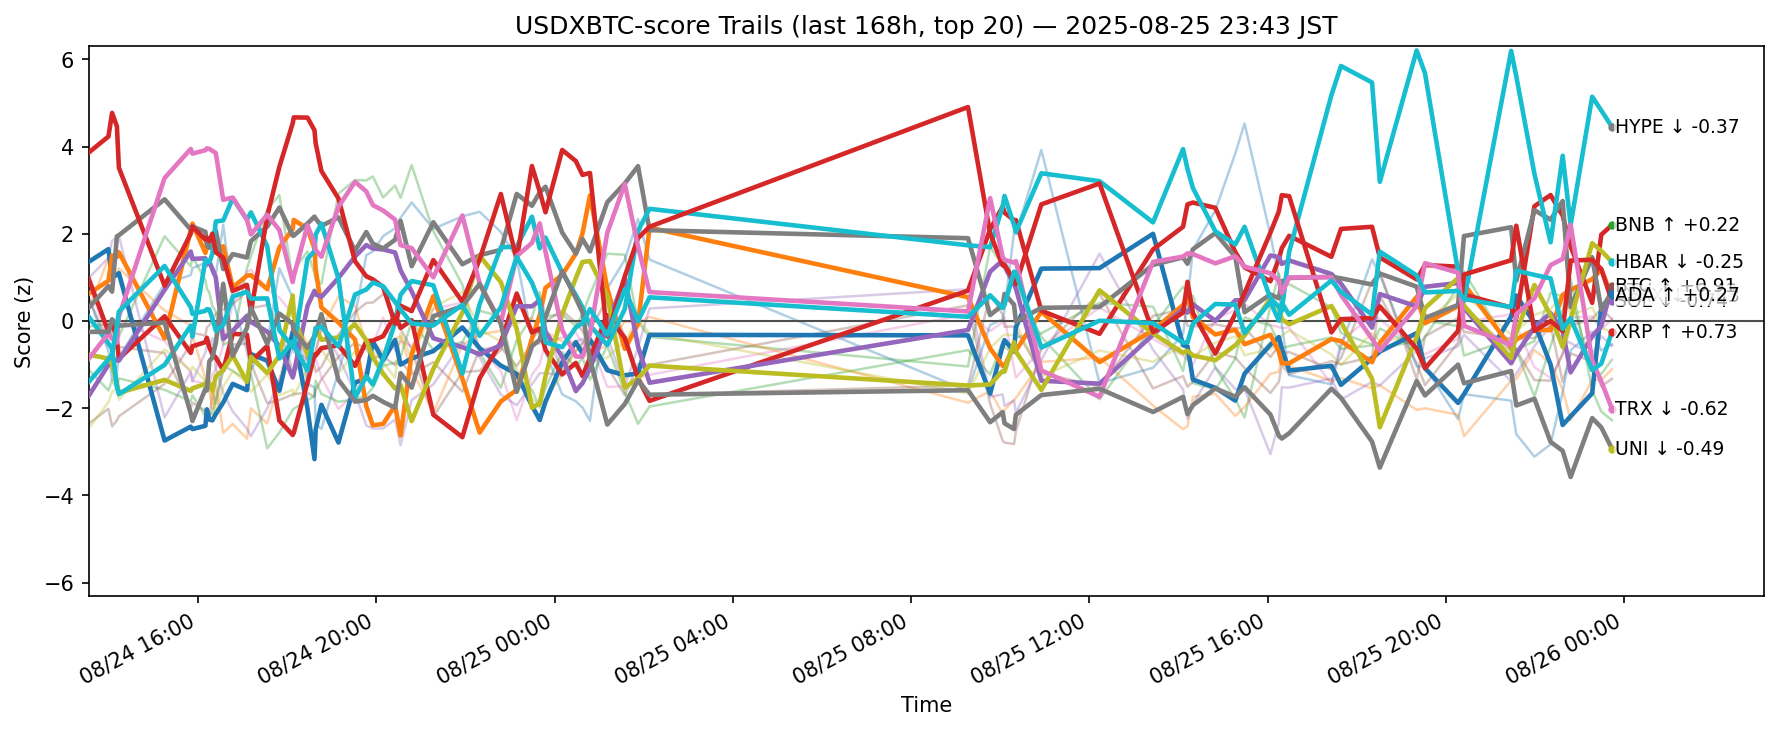 USDXBTC-score Trails (last 168h, top 20) — 2025-08-25 23:43 JST
Score (z)
6
4
2
0
−2
−4
−6
HYPE ↓ -0.37
BNB ↑ +0.22
HBAR ↓ -0.25
BTC ↑ +0.91
ADA ↑ +0.27
XRP ↑ +0.73
TRX ↓ -0.62
UNI ↓ -0.49
08/24 16:00
08/24 20:00
08/25 00:00
08/25 04:00
08/25 08:00
08/25 12:00
08/25 16:00
08/25 20:00
08/26 00:00
Time